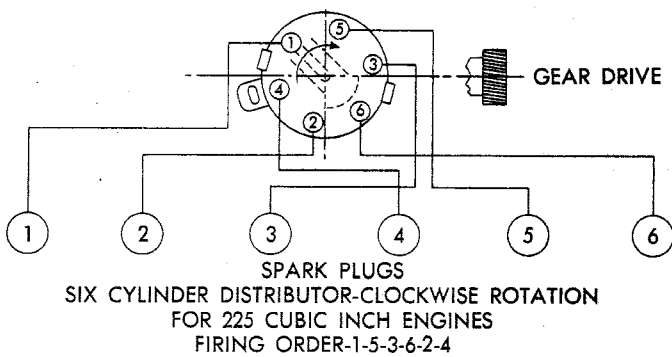 5
1
3
4
6
2
GEAR DRIVE
1 2 3 4 5 6
SPARK PLUGS
SIX CYLINDER DISTRIBUTOR-CLOCKWISE ROTATION
FOR 225 CUBIC INCH ENGINES
FIRING ORDER-1-5-3-6-2-4